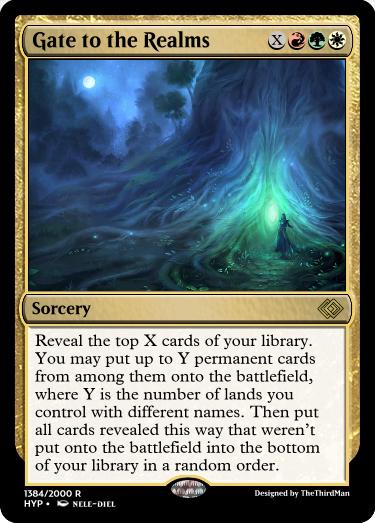 Gate to the Realms X
Sorcery
Reveal the top X cards of your library.
You may put up to Y permanent cards
from among them onto the battlefield,
where Y is the number of lands you
control with different names. Then put
all cards revealed this way that weren't
put onto the battlefield into the bottom
of your library in a random order.
1384/2000 R
HYP • NELE-DIEL
Designed by TheThirdMan